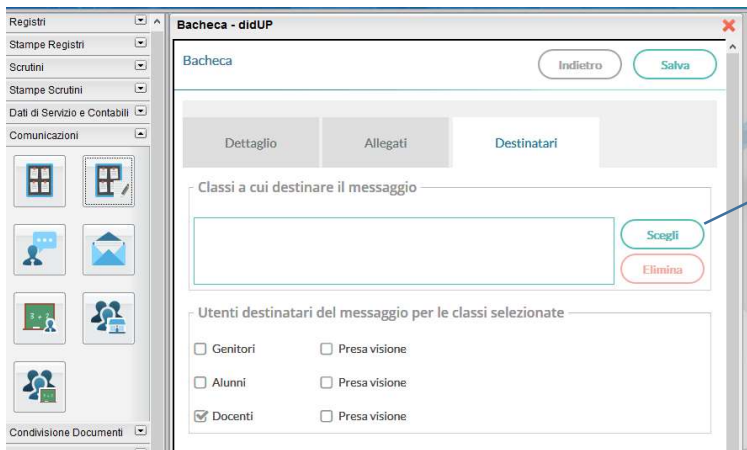 Registri
Stampe Registri
Scrutini
Stampe Scrutini
Dati di Servizio e Contabili
Comunicazioni
Condivisione Documenti
Bacheca - didUP
Bacheca
Indietro
Salva
Dettaglio
Allegati
Destinatari
Classi a cui destinare il messaggio
Scegli
Elimina
Utenti destinatari del messaggio per le classi selezionate
Genitori Presa visione
Alunni Presa visione
Docenti Presa visione